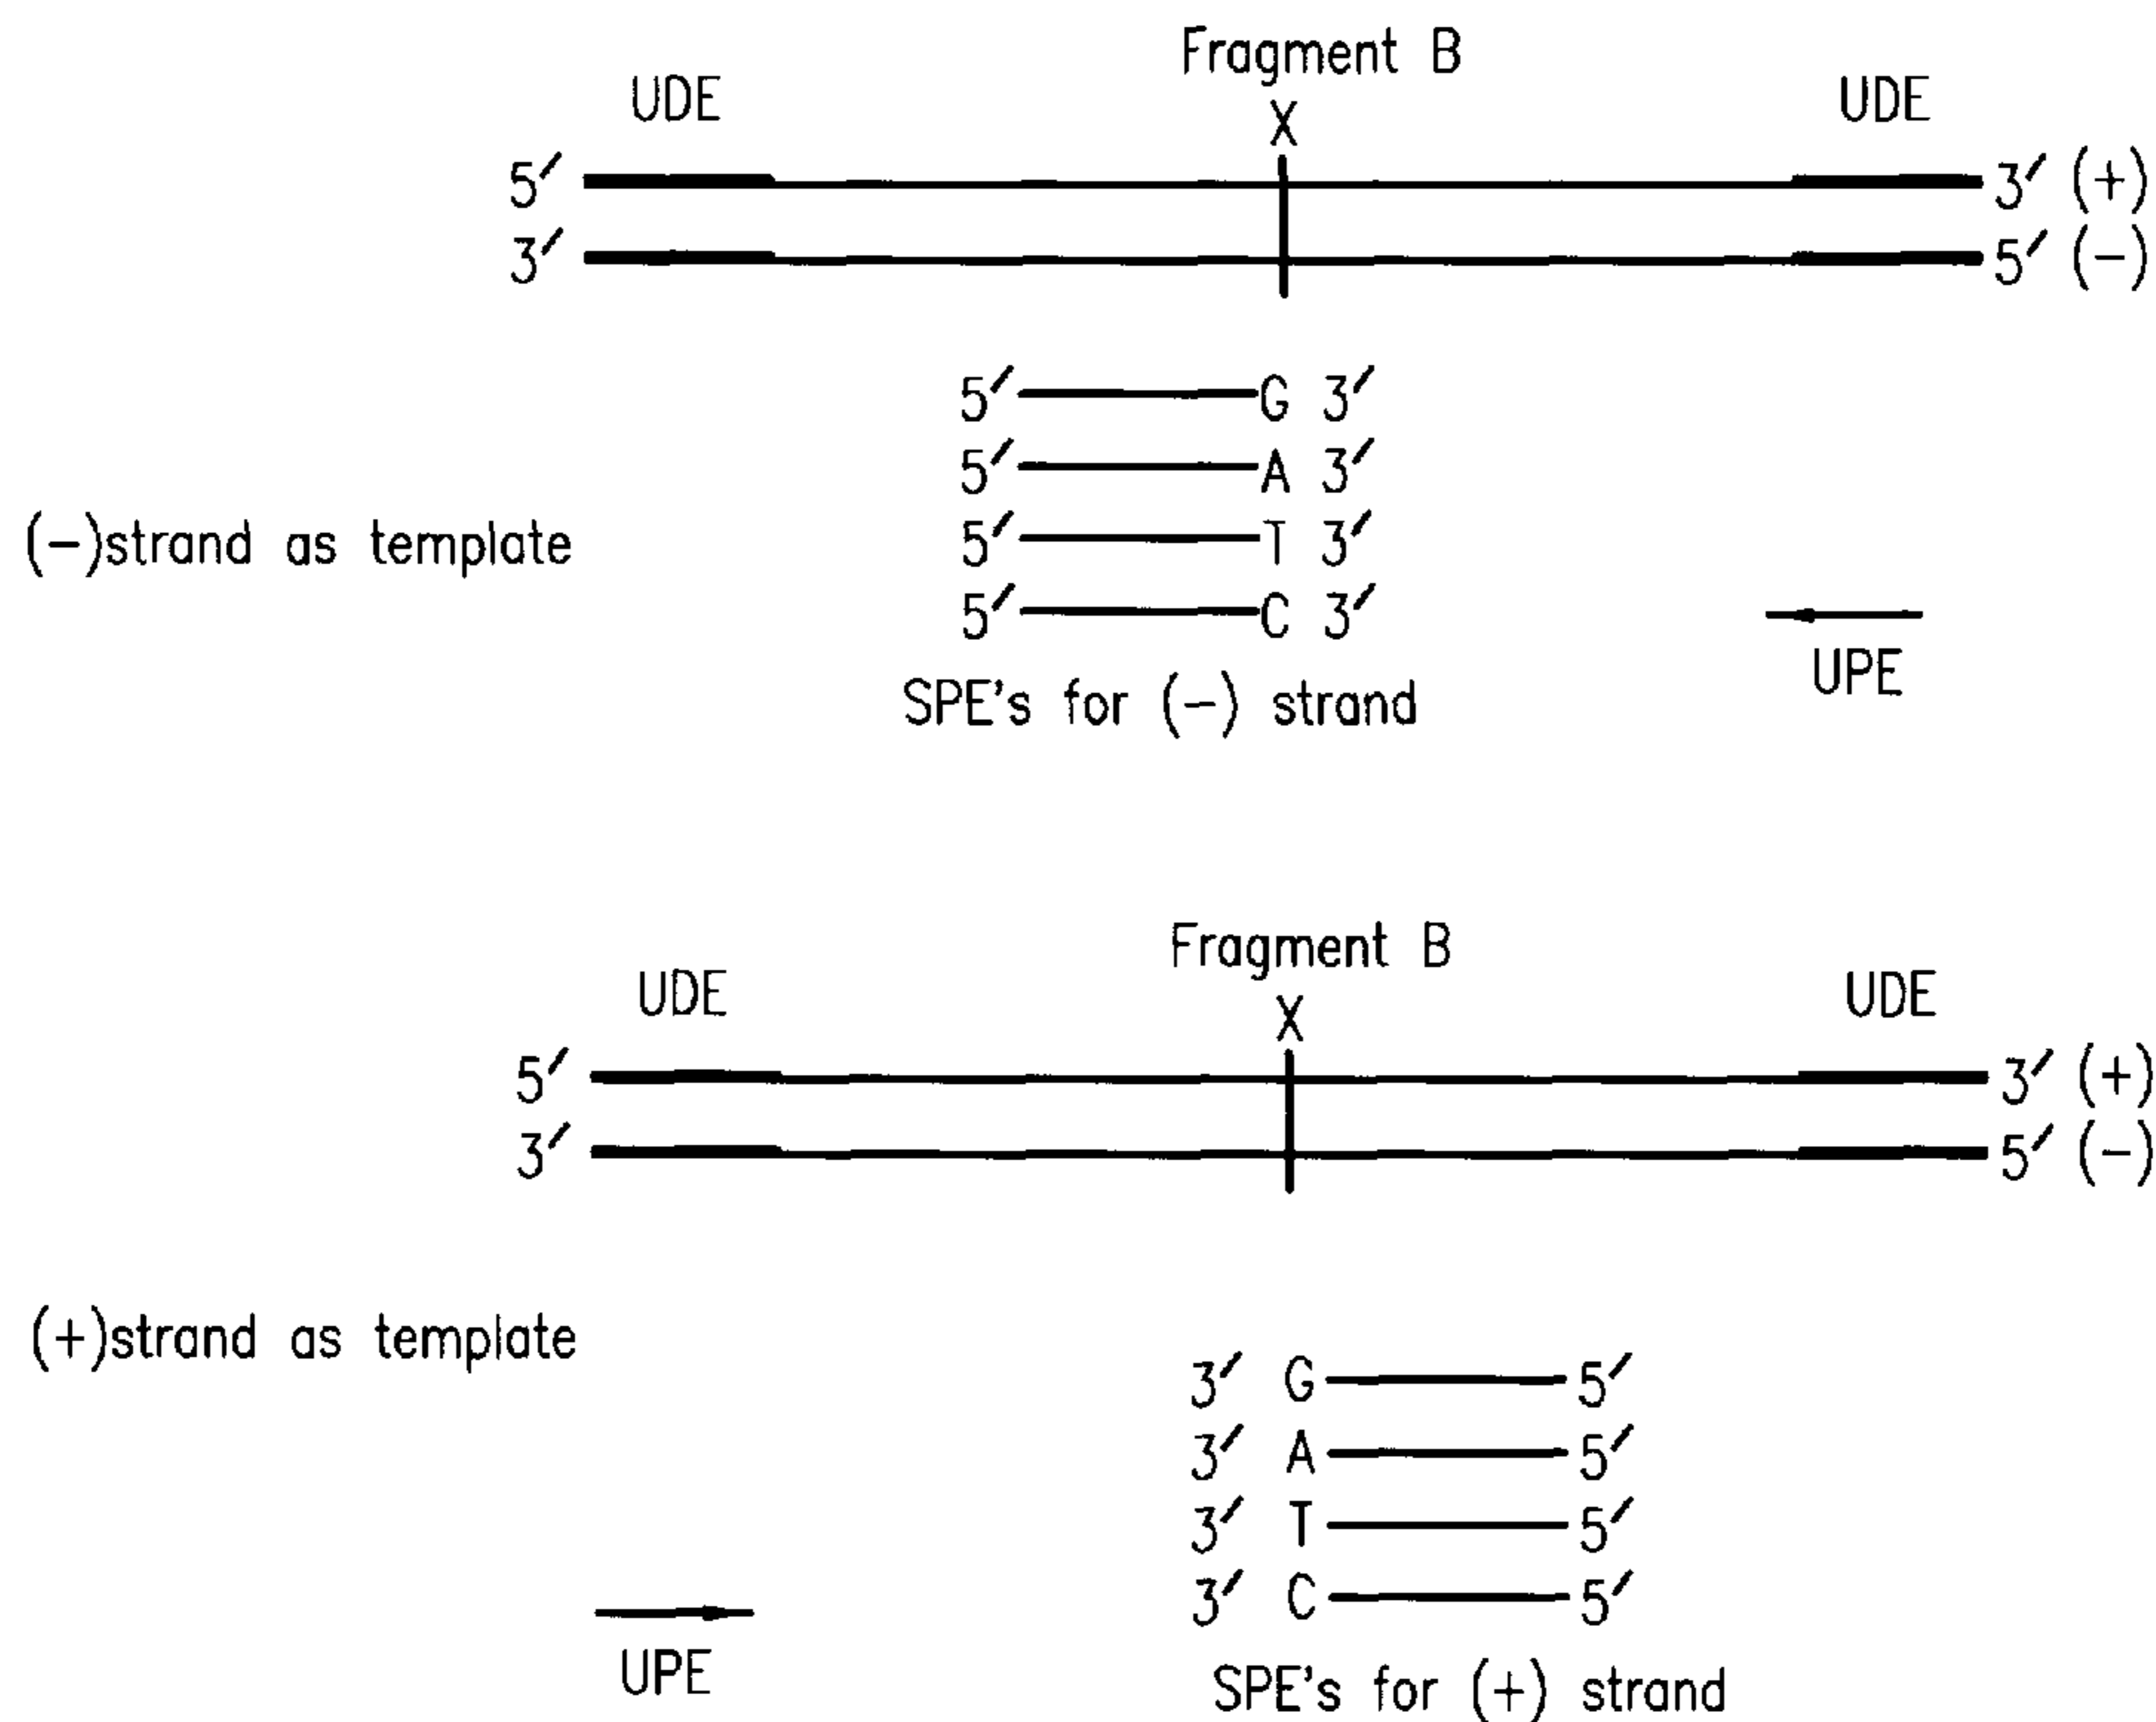 Fragment B
UDE X UDE
5′ 3′ (+)
3′ 5′ (−)
5′ G 3′
5′ A 3′
(−)strand as template 5′ T 3′
5′ C 3′
UPE
SPE's for (−) strand
Fragment B
UDE X UDE
5′ 3′ (+)
3′ 5′ (−)
(+)strand as template
3′ G 5′
3′ A 5′
3′ T 5′
3′ C 5′
UPE
SPE's for (+) strand